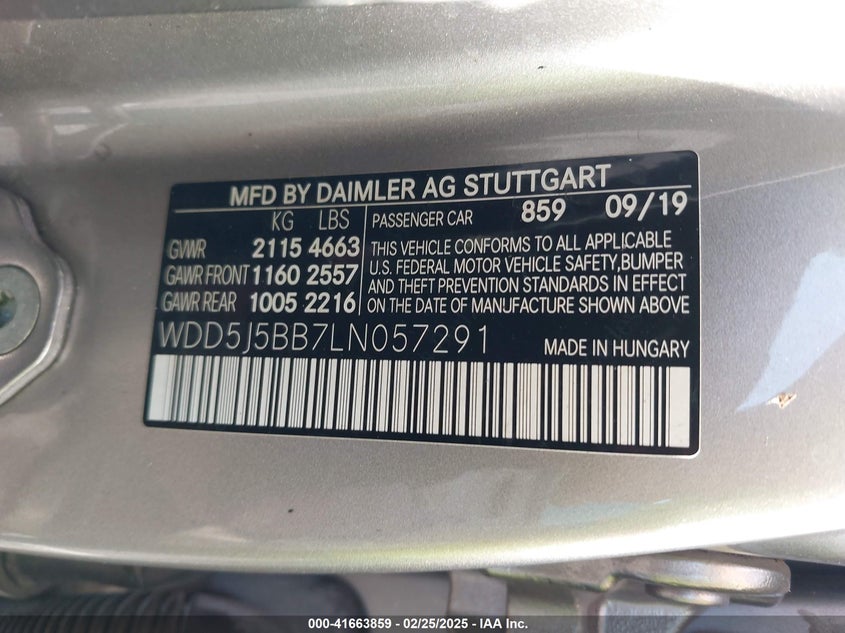 MFD BY DAIMLER AG STUTTGART
KG LBS
GVWR 2115 4663
GAWR FRONT 1160 2557
GAWR REAR 1005 2216
PASSENGER CAR 859 09/19
THIS VEHICLE CONFORMS TO ALL APPLICABLE
U.S. FEDERAL MOTOR VEHICLE SAFETY,BUMPER
AND THEFT PREVENTION STANDARDS IN EFFECT
ON THE DATE OF MANUFACTURE SHOWN ABOVE
WDD5J5BB7LN057291
MADE IN HUNGARY
000-41663859 - 02/25/2025 - IAA Inc.